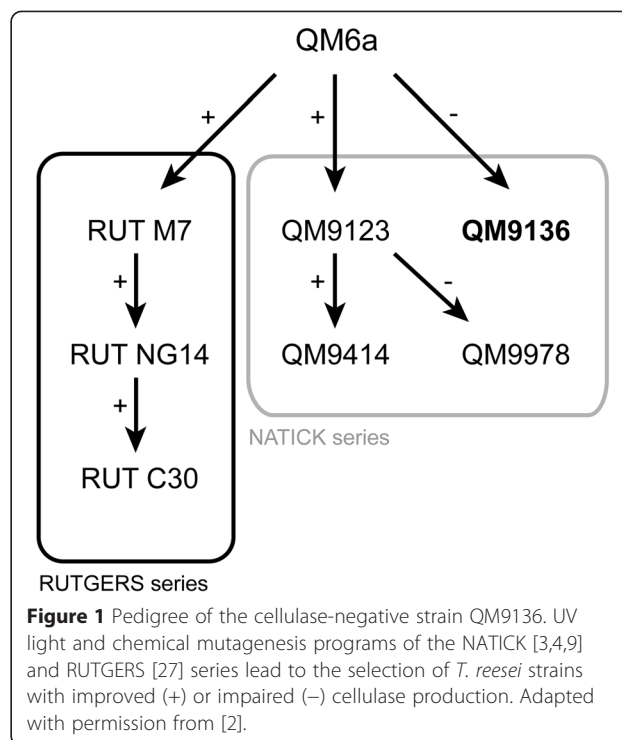 QM6a
+ + -
RUT M7 QM9123 QM9136
+ + -
RUT NG14 QM9414 QM9978
+
NATICK series
RUT C30
RUTGERS series
Figure 1 Pedigree of the cellulase-negative strain QM9136. UV
light and chemical mutagenesis programs of the NATICK [3,4,9]
and RUTGERS [27] series lead to the selection of T. reesei strains
with improved (+) or impaired (−) cellulase production. Adapted
with permission from [2].